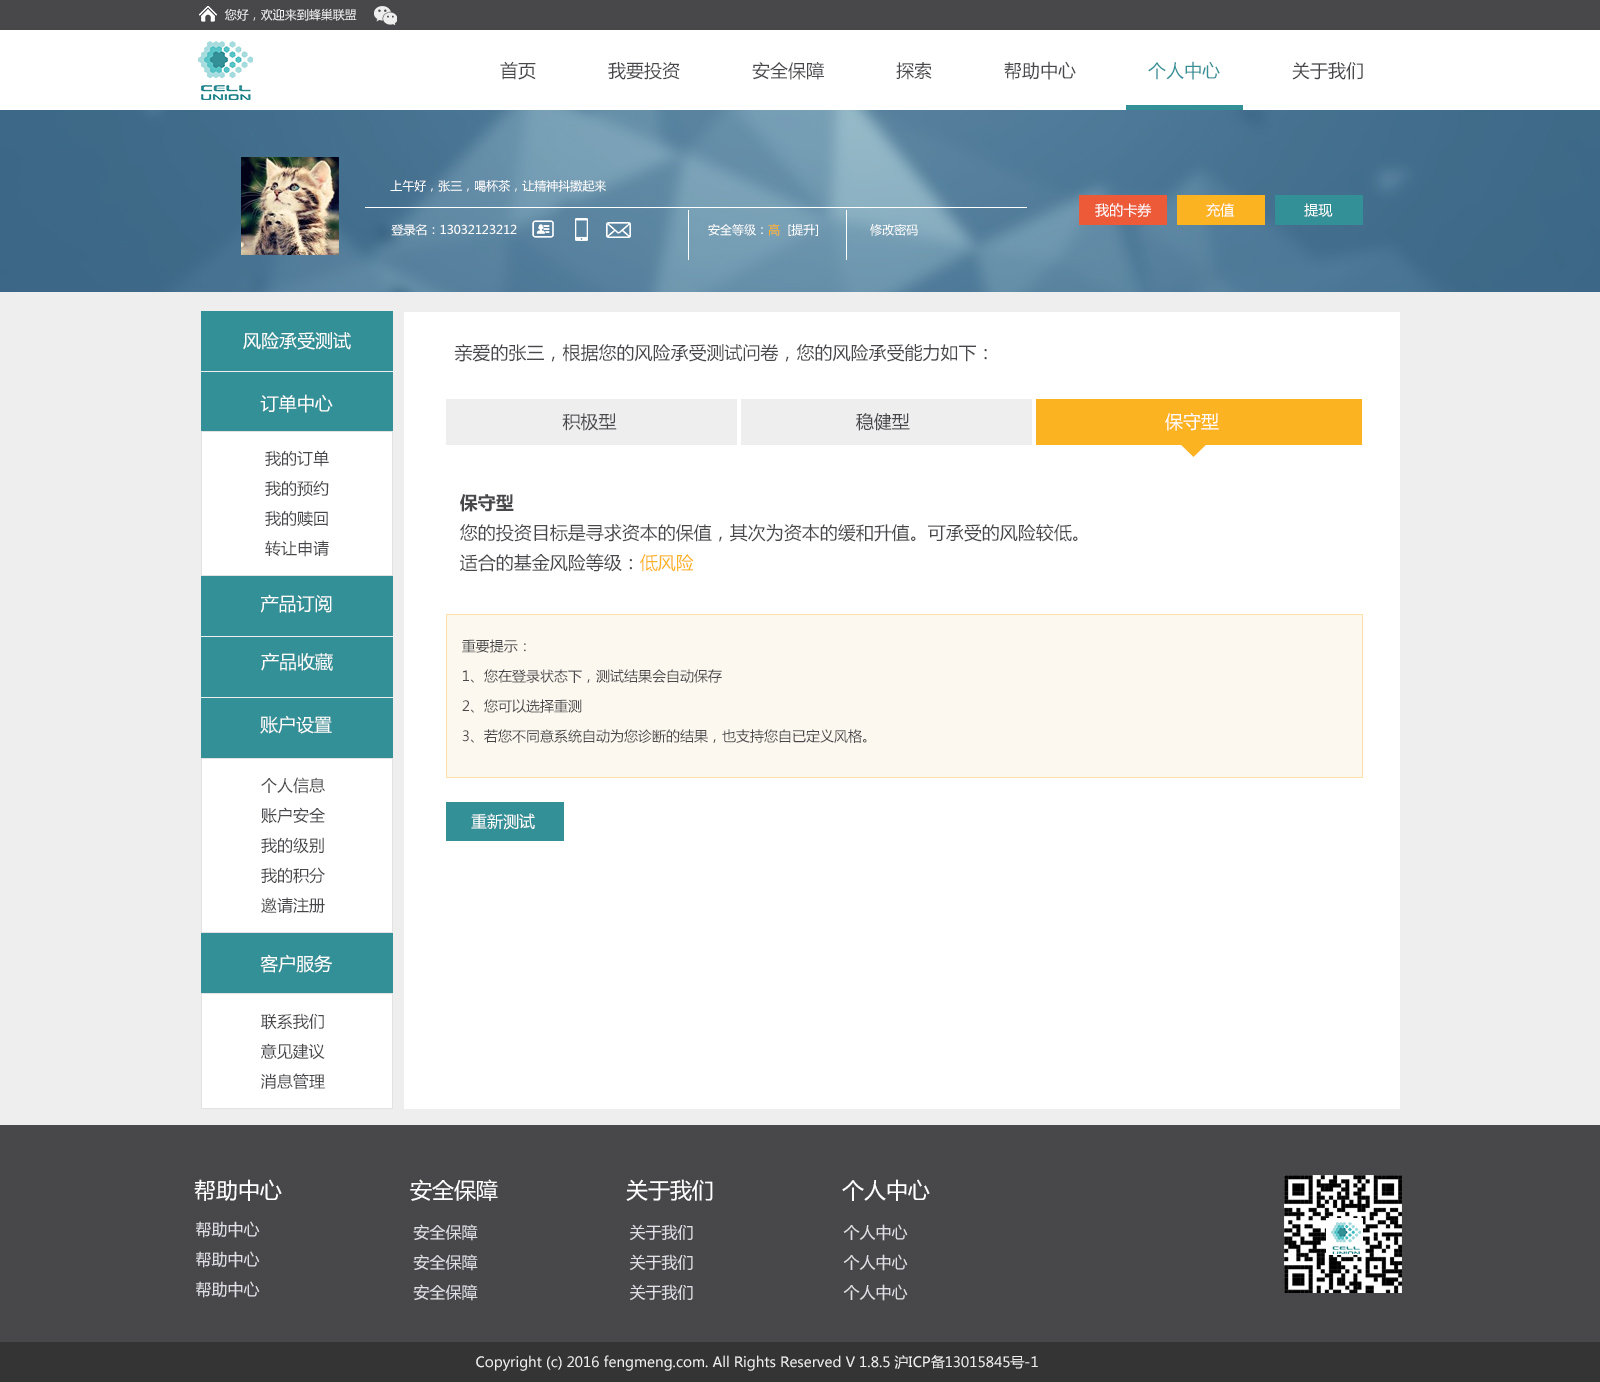 您好，欢迎来到蜂巢联盟
CELL
UNION
首页
我要投资
安全保障
探索
帮助中心
个人中心
关于我们
上午好，张三，喝杯茶，让精神抖擞起来
登录名：13032123212
安全等级：高 [提升]
修改密码
我的卡券
充值
提现
风险承受测试
订单中心
我的订单
我的预约
我的赎回
转让申请
产品订阅
产品收藏
账户设置
个人信息
账户安全
我的级别
我的积分
邀请注册
客户服务
联系我们
意见建议
消息管理
亲爱的张三，根据您的风险承受测试问卷，您的风险承受能力如下：
积极型
稳健型
保守型
保守型
您的投资目标是寻求资本的保值，其次为资本的缓和升值。可承受的风险较低。
适合的基金风险等级：低风险
重要提示：
1、您在登录状态下，测试结果会自动保存
2、您可以选择重测
3、若您不同意系统自动为您诊断的结果，也支持您自已定义风格。
重新测试
帮助中心
帮助中心
帮助中心
帮助中心
安全保障
安全保障
安全保障
安全保障
关于我们
关于我们
关于我们
关于我们
个人中心
个人中心
个人中心
个人中心
CELL
UNION
Copyright (c) 2016 fengmeng.com. All Rights Reserved V 1.8.5 沪ICP备13015845号-1